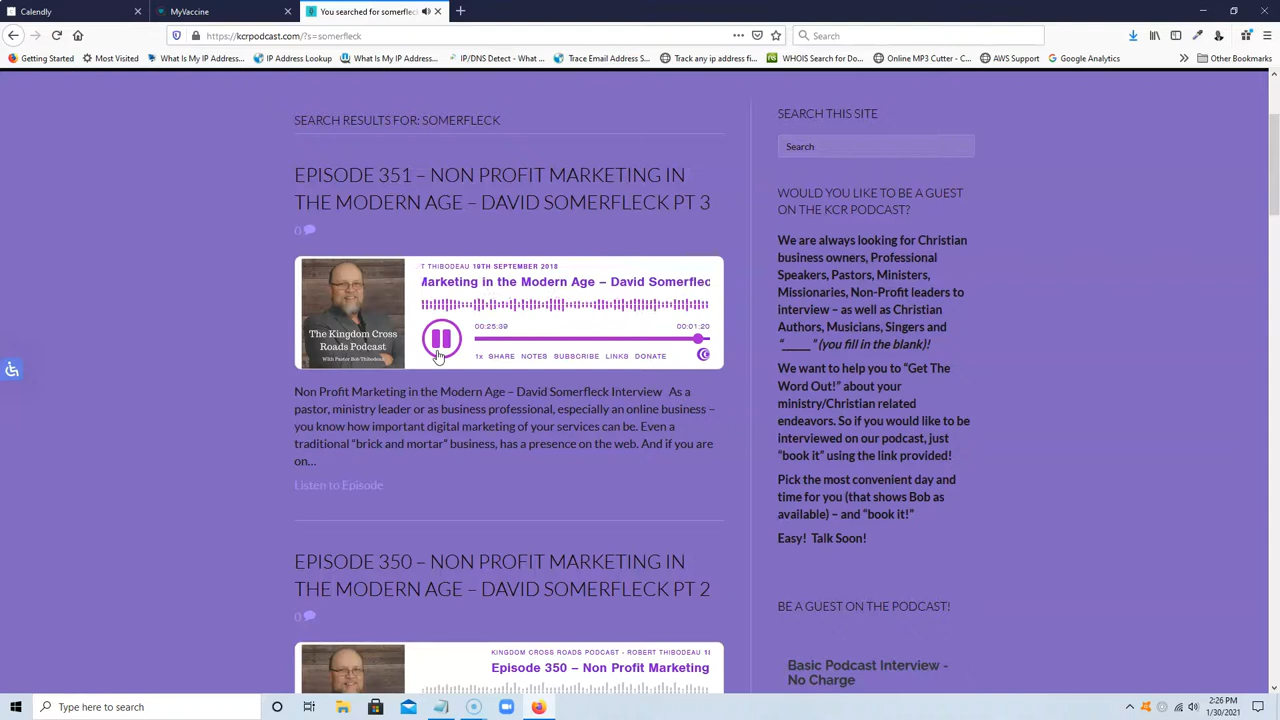 Calendly
MyVaccine
You searched for somerfleck
https://kcrpodcast.com/?s=somerfleck
Search
Getting Started
Most Visited
What Is My IP Address...
IP Address Lookup
What Is My IP Address...
IP/DNS Detect - What ...
Trace Email Address S...
Track any ip address fi...
WHOIS Search for Do...
Online MP3 Cutter - C...
AWS Support
Google Analytics
Other Bookmarks
SEARCH RESULTS FOR: SOMERFLECK
EPISODE 351 – NON PROFIT MARKETING IN
THE MODERN AGE – DAVID SOMERFLECK PT 3
0
T THIBODEAU 19TH SEPTEMBER 2018
Marketing in the Modern Age – David Somerflec
00:25:39
00:01:20
1x SHARE NOTES SUBSCRIBE LINKS DONATE
The Kingdom Cross
Roads Podcast
With Pastor Bob Thibodeau
Non Profit Marketing in the Modern Age – David Somerfleck Interview As a
pastor, ministry leader or as business professional, especially an online business –
you know how important digital marketing of your services can be. Even a
traditional “brick and mortar” business, has a presence on the web. And if you are
on…
Listen to Episode
EPISODE 350 – NON PROFIT MARKETING IN
THE MODERN AGE – DAVID SOMERFLECK PT 2
0
KINGDOM CROSS ROADS PODCAST - ROBERT THIBODEAU 1
Episode 350 – Non Profit Marketing
SEARCH THIS SITE
Search
WOULD YOU LIKE TO BE A GUEST
ON THE KCR PODCAST?
We are always looking for Christian
business owners, Professional
Speakers, Pastors, Ministers,
Missionaries, Non-Profit leaders to
interview – as well as Christian
Authors, Musicians, Singers and
“_____” (you fill in the blank)!
We want to help you to “Get The
Word Out!” about your
ministry/Christian related
endeavors. So if you would like to be
interviewed on our podcast, just
“book it” using the link provided!
Pick the most convenient day and
time for you (that shows Bob as
available) – and “book it!”
Easy! Talk Soon!
BE A GUEST ON THE PODCAST!
Basic Podcast Interview -
No Charge
Type here to search
2:26 PM
1/30/2021